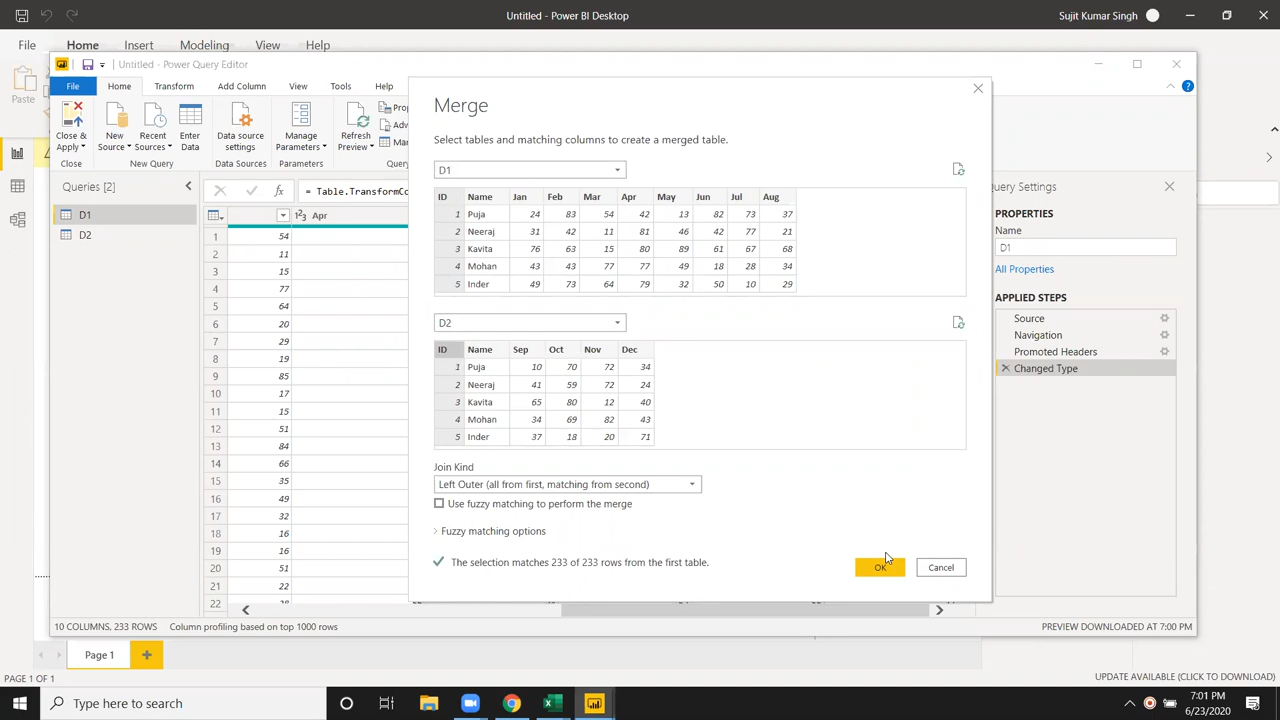 Untitled - Power BI Desktop
Sujit Kumar Singh
File Home Insert Modeling View Help
Untitled - Power Query Editor
File Home Transform Add Column View Tools Help
Paste
Close & Apply
New Source
Recent Sources
Enter Data
Data source settings
Manage Parameters
Refresh Preview
Close
New Query
Data Sources
Parameters
Queries [2]
= Table.TransformCo
D1
D2
1²3 Apr
1 54
2 11
3 15
4 77
5 64
6 20
7 29
8 19
9 85
10 17
11 15
12 51
13 84
14 66
15 35
16 49
17 32
18 16
19 16
20 51
21 22
22
Merge
Select tables and matching columns to create a merged table.
D1
ID Name Jan Feb Mar Apr May Jun Jul Aug
1 Puja 24 83 54 42 13 82 73 37
2 Neeraj 31 42 11 81 46 42 77 21
3 Kavita 76 63 15 80 89 61 67 68
4 Mohan 43 43 77 77 49 18 28 34
5 Inder 49 73 64 79 32 50 10 29
D2
ID Name Sep Oct Nov Dec
1 Puja 10 70 72 34
2 Neeraj 41 59 72 24
3 Kavita 65 80 12 40
4 Mohan 34 69 82 43
5 Inder 37 18 20 71
Join Kind
Left Outer (all from first, matching from second)
Use fuzzy matching to perform the merge
Fuzzy matching options
The selection matches 233 of 233 rows from the first table.
OK Cancel
Query Settings
PROPERTIES
Name
D1
All Properties
APPLIED STEPS
Source
Navigation
Promoted Headers
Changed Type
10 COLUMNS, 233 ROWS Column profiling based on top 1000 rows
PREVIEW DOWNLOADED AT 7:00 PM
Page 1
PAGE 1 OF 1
UPDATE AVAILABLE (CLICK TO DOWNLOAD)
Type here to search
7:01 PM
6/23/2020